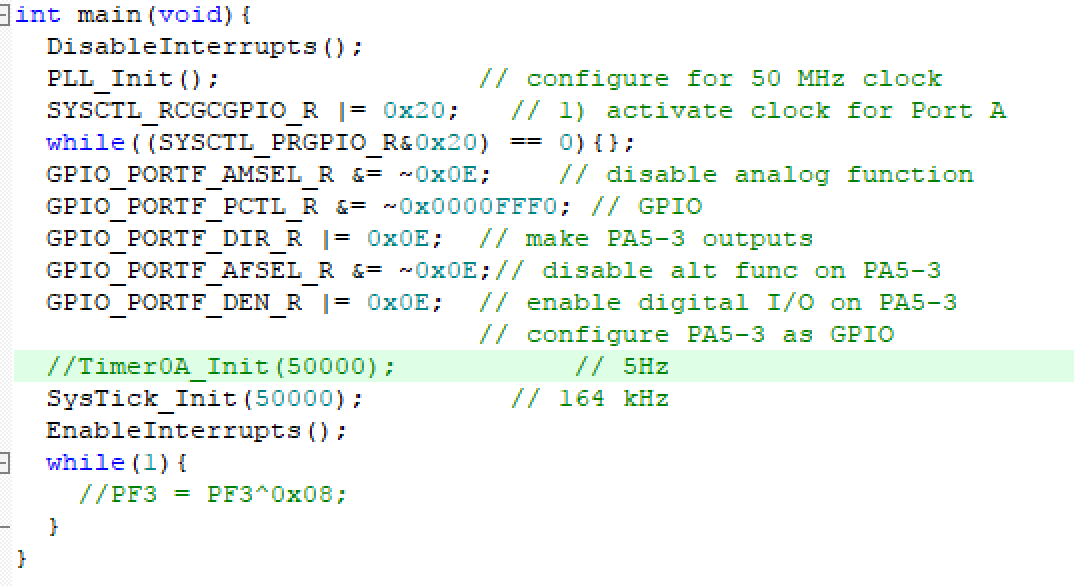 int main(void){
  DisableInterrupts();
  PLL_Init();                // configure for 50 MHz clock
  SYSCTL_RCGCGPIO_R |= 0x20;   // 1) activate clock for Port A
  while((SYSCTL_PRGPIO_R&0x20) == 0){};
  GPIO_PORTF_AMSEL_R &= ~0x0E;    // disable analog function
  GPIO_PORTF_PCTL_R &= ~0x0000FFF0; // GPIO
  GPIO_PORTF_DIR_R |= 0x0E;  // make PA5-3 outputs
  GPIO_PORTF_AFSEL_R &= ~0x0E;// disable alt func on PA5-3
  GPIO_PORTF_DEN_R |= 0x0E;  // enable digital I/O on PA5-3
                             // configure PA5-3 as GPIO
  //Timer0A_Init(50000);           // 5Hz
  SysTick_Init(50000);         // 164 kHz
  EnableInterrupts();
  while(1){
    //PF3 = PF3^0x08;
  }
}